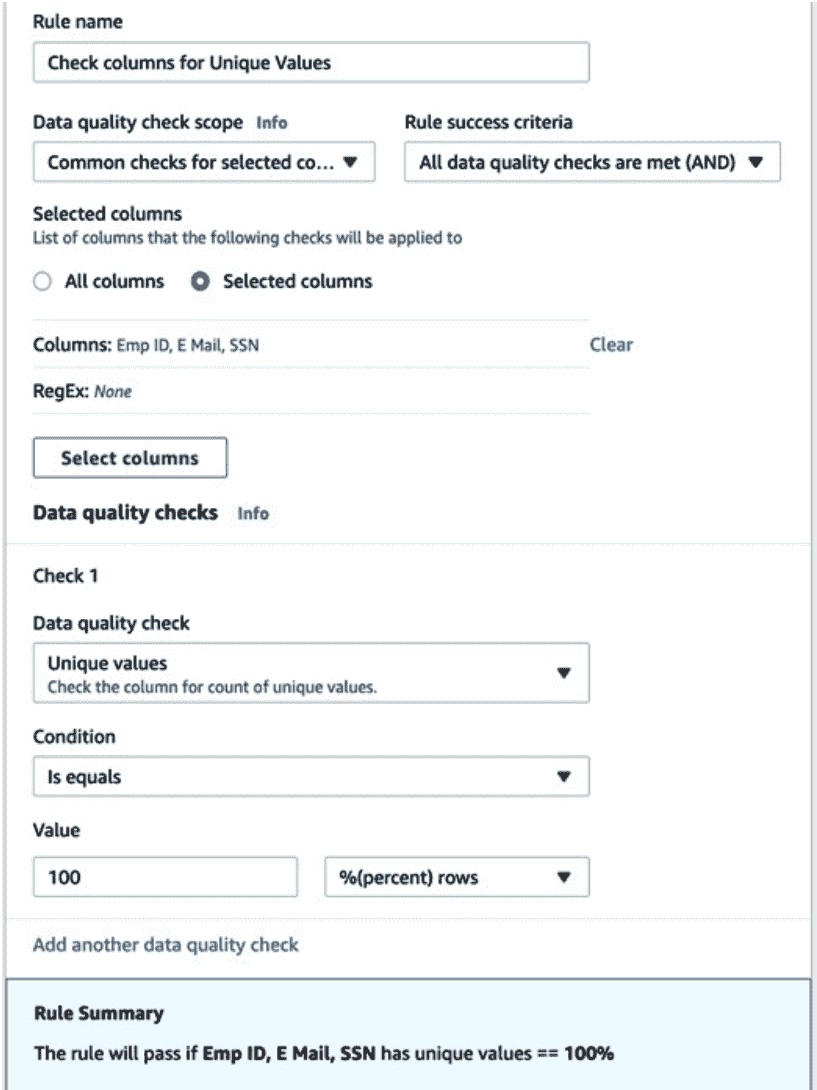 Rule name
Check columns for Unique Values
Data quality check scope Info
Rule success criteria
Common checks for selected co...
All data quality checks are met (AND)
Selected columns
List of columns that the following checks will be applied to
All columns
Selected columns
Columns: Emp ID, E Mail, SSN
Clear
RegEx: None
Select columns
Data quality checks Info
Check 1
Data quality check
Unique values
Check the column for count of unique values.
Condition
Is equals
Value
100
%(percent) rows
Add another data quality check
Rule Summary
The rule will pass if Emp ID, E Mail, SSN has unique values == 100%